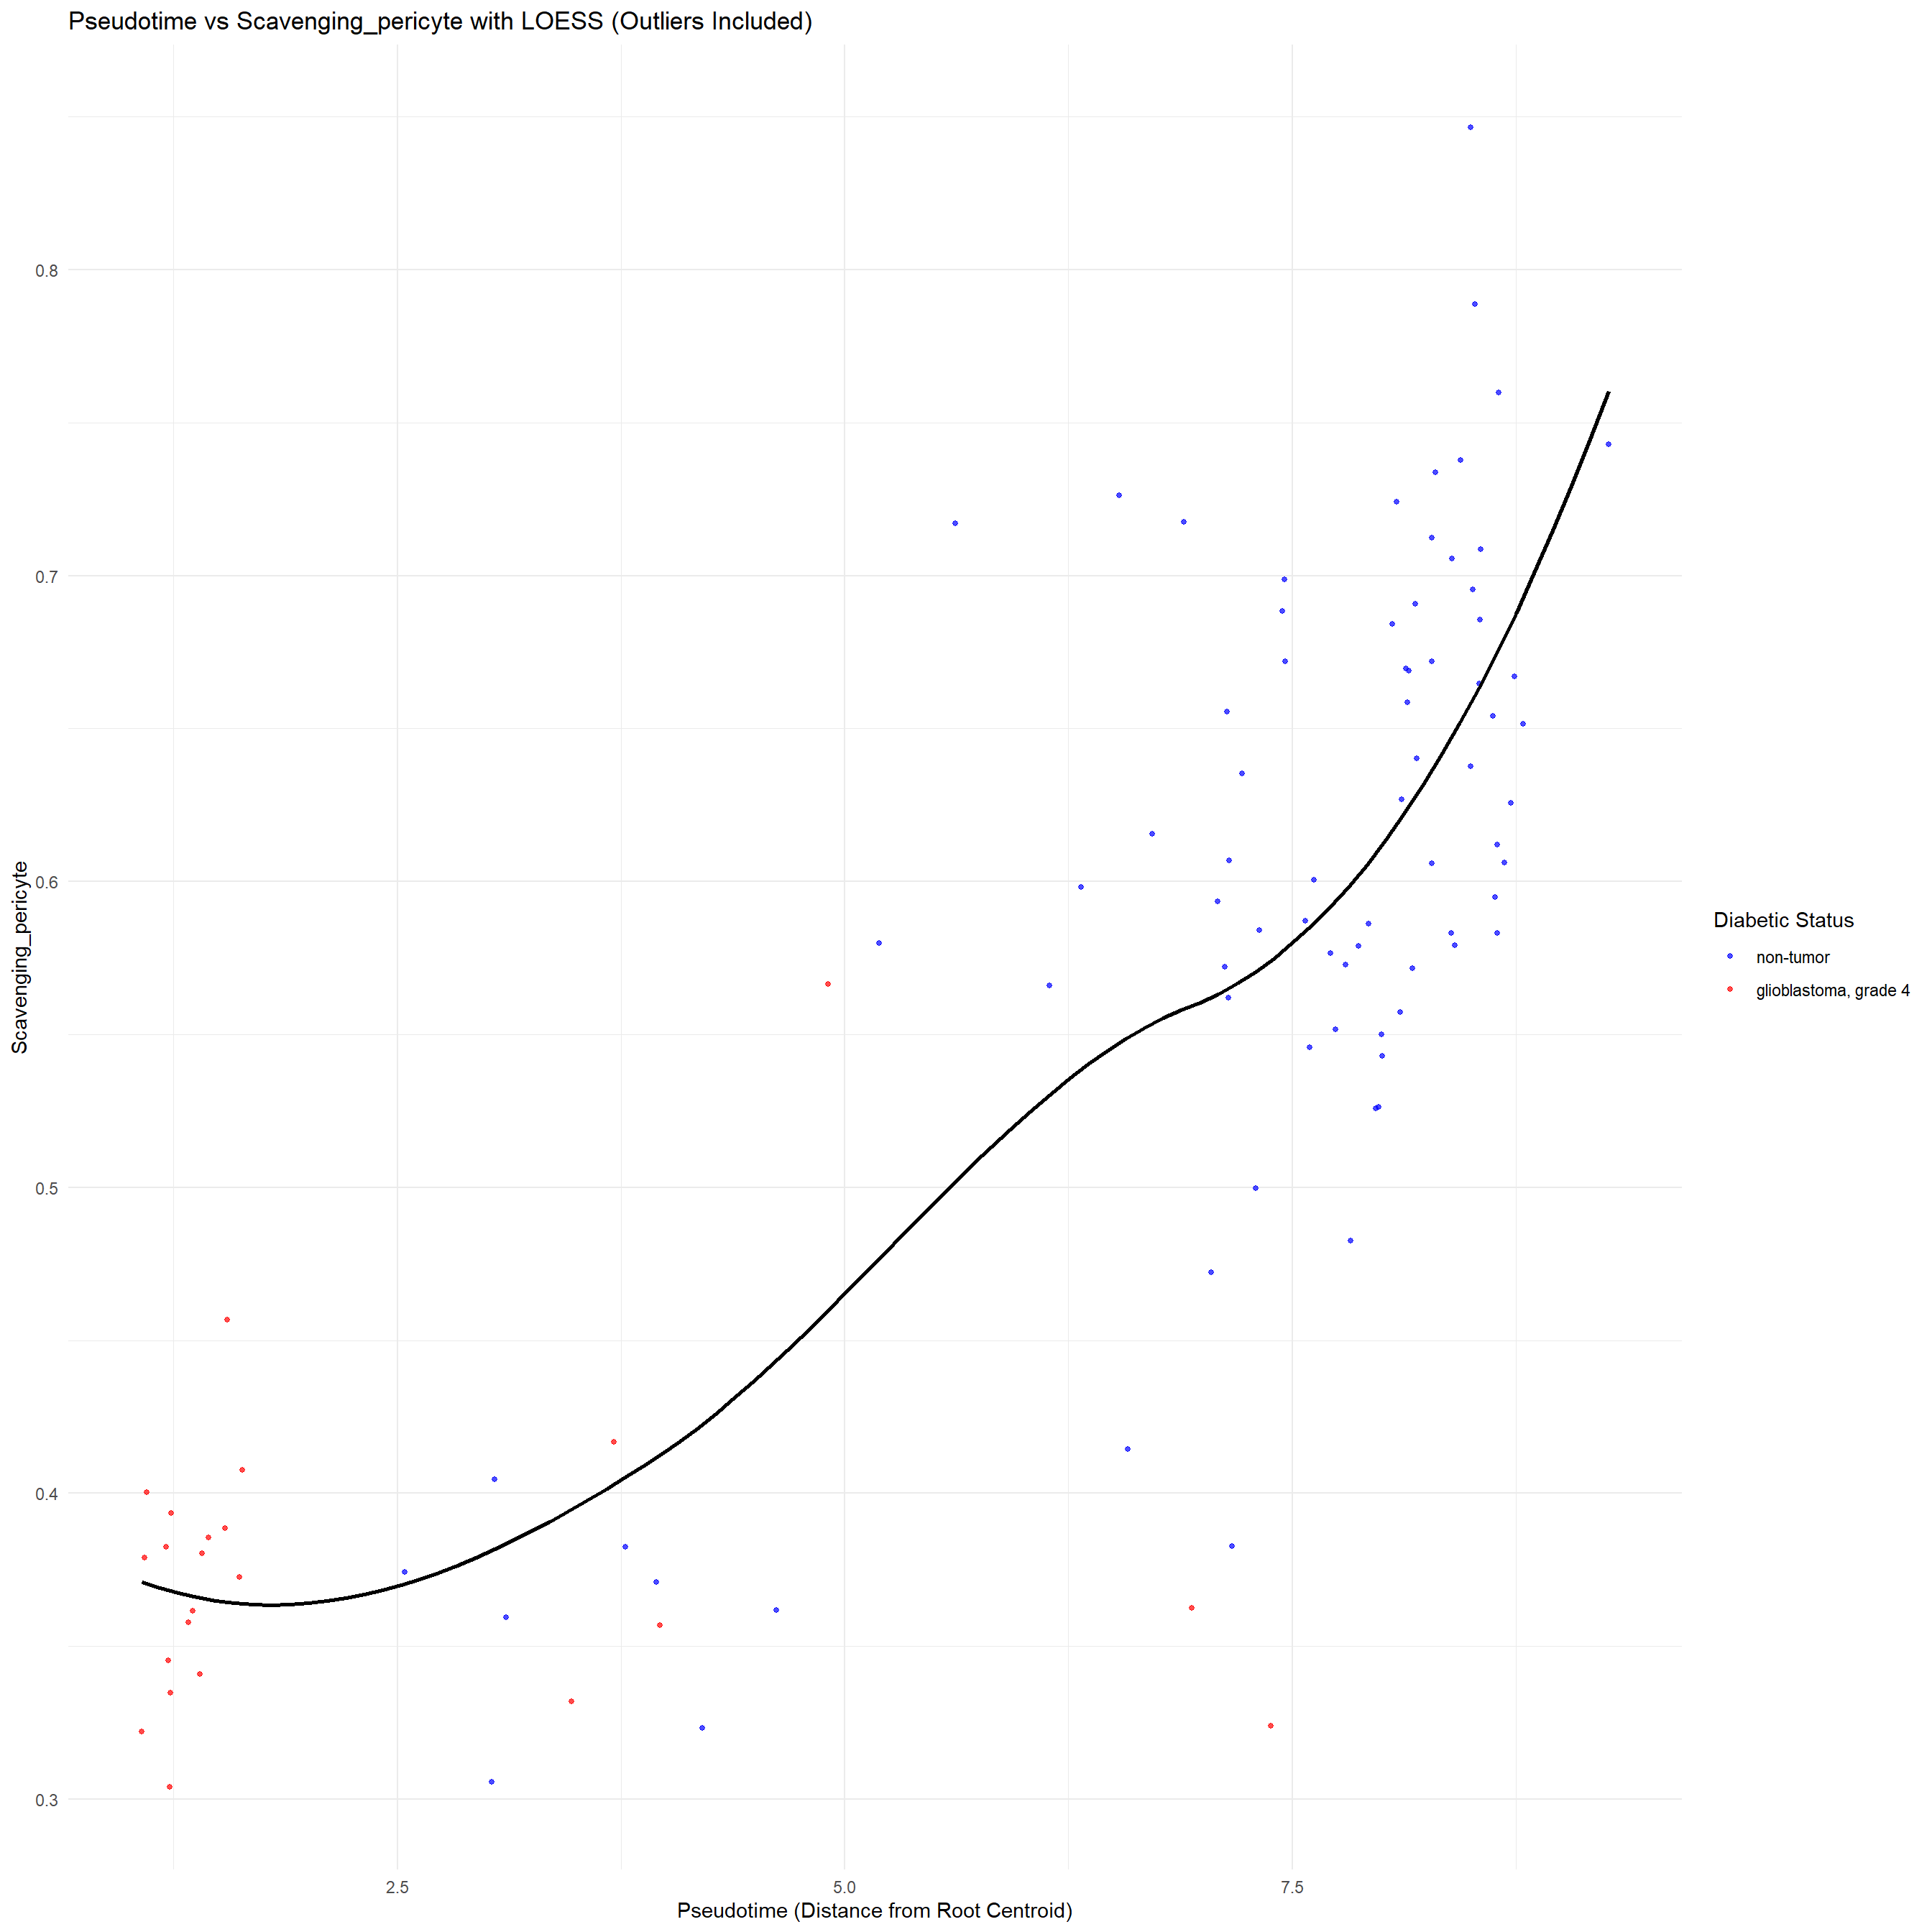 Pseudotime vs Scavenging_pericyte with LOESS (Outliers Included)
0.8
0.7
0.6
0.5
0.4
0.3
Scavenging_pericyte
2.5
5.0
7.5
Pseudotime (Distance from Root Centroid)
Diabetic Status
non-tumor
glioblastoma, grade 4